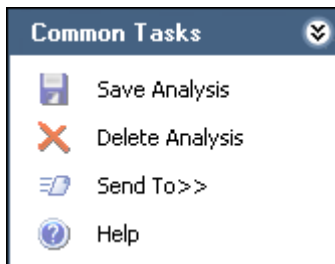 Common Tasks
Save Analysis
Delete Analysis
Send To>>
Help